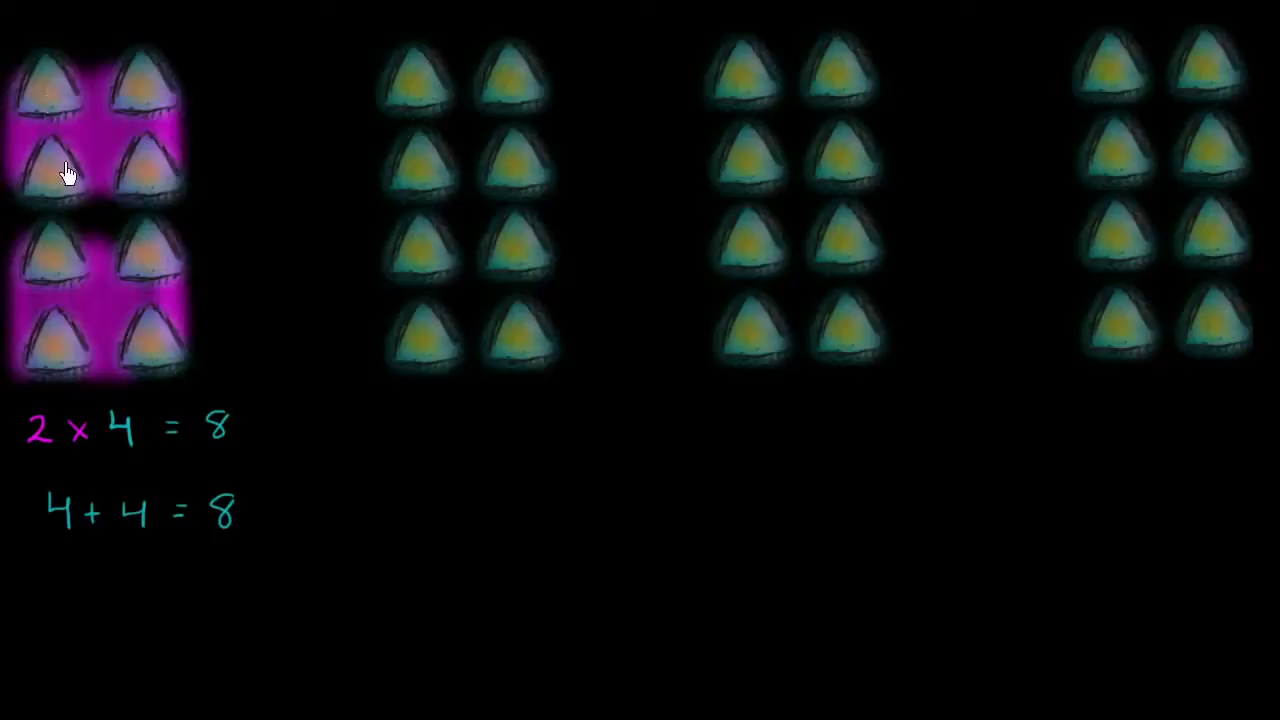 2 x 4 = 8
4 + 4 = 8